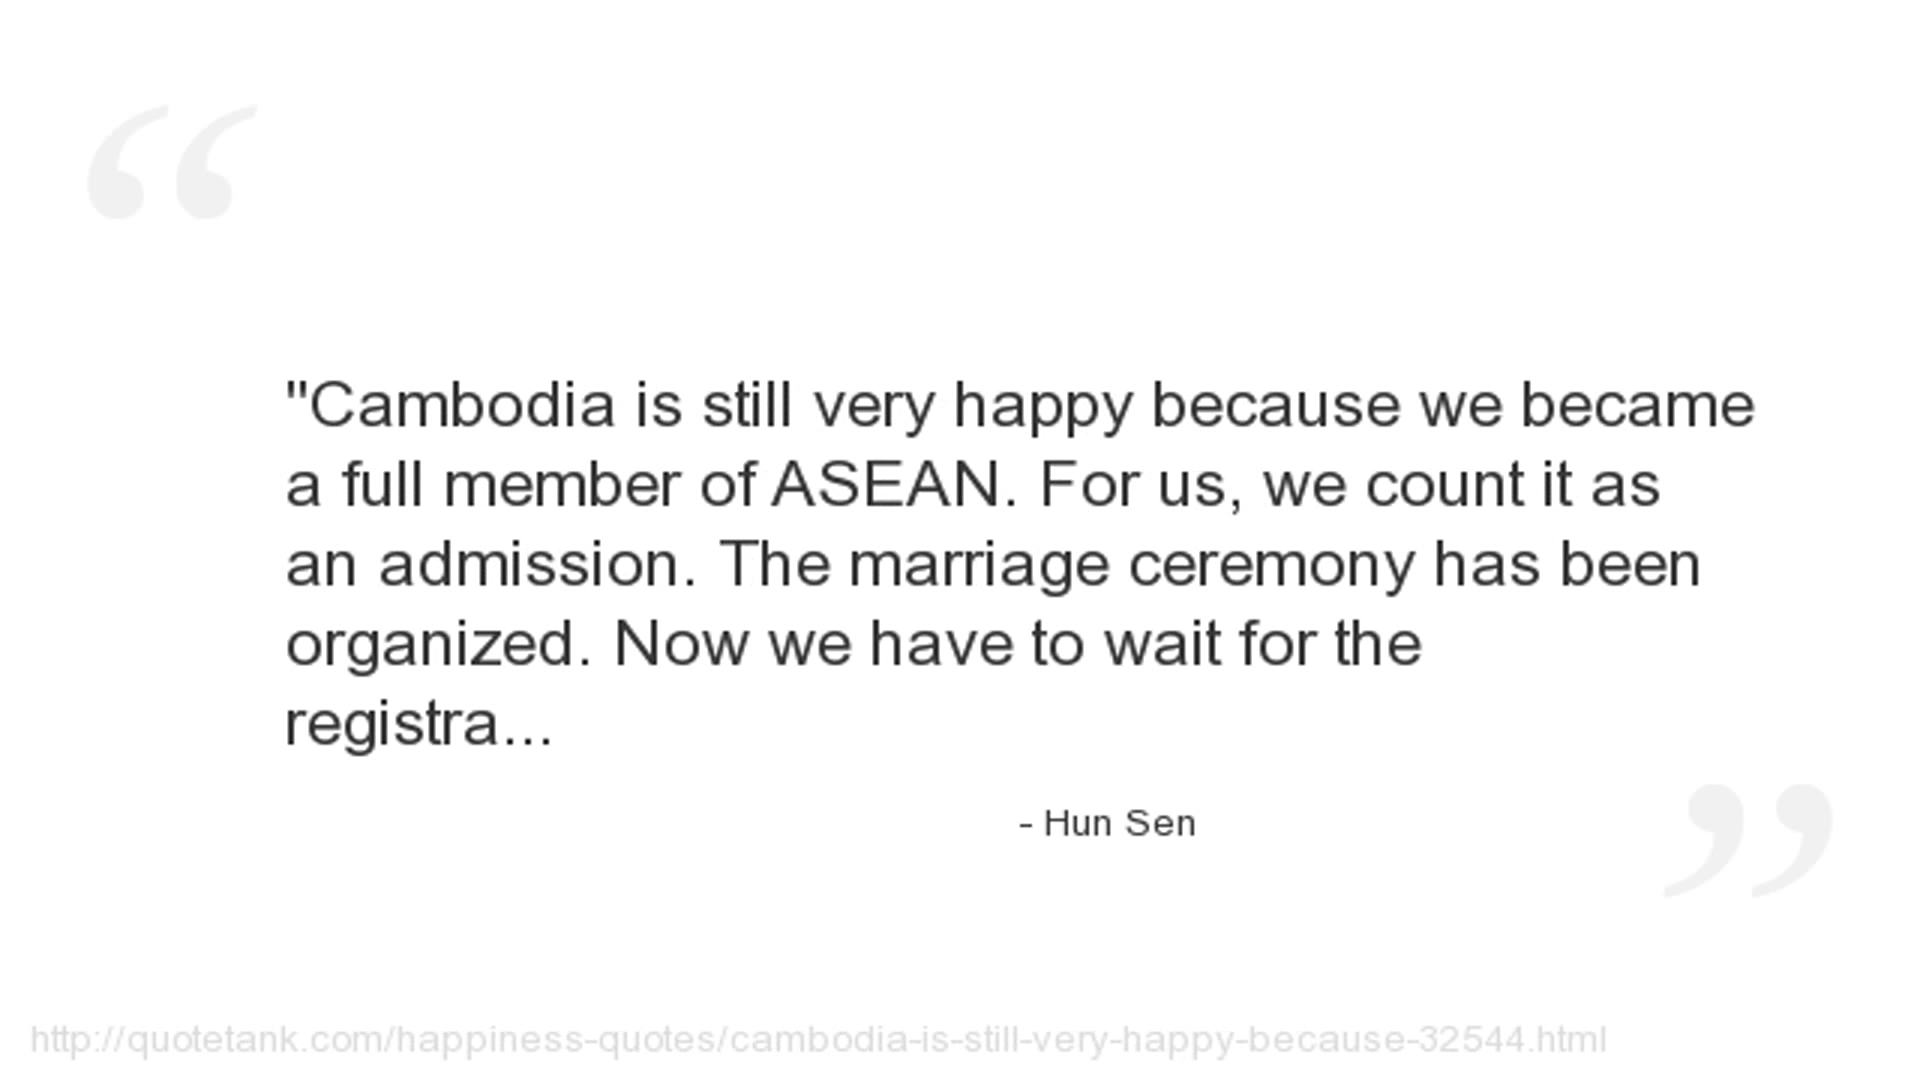 "Cambodia is still very happy because we became
a full member of ASEAN. For us, we count it as
an admission. The marriage ceremony has been
organized. Now we have to wait for the
registra...
- Hun Sen
http://quotetank.com/happiness-quotes/cambodia-is-still-very-happy-because-32544.html